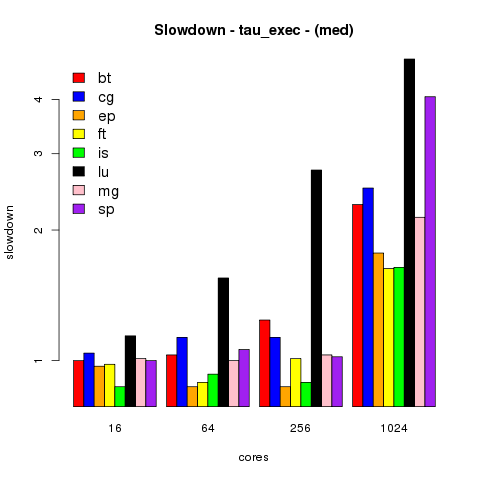 Slowdown - tau_exec - (med)
slowdown
4
3
2
1
bt
cg
ep
ft
is
lu
mg
sp
16 64 256 1024
cores